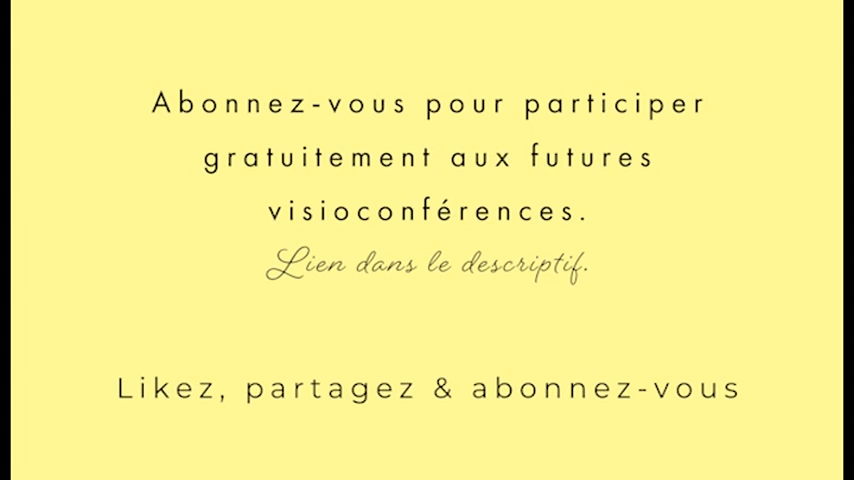 Abonnez-vous pour participer
gratuitement aux futures
visioconférences.
Lien dans le descriptif.
Likez, partagez & abonnez-vous